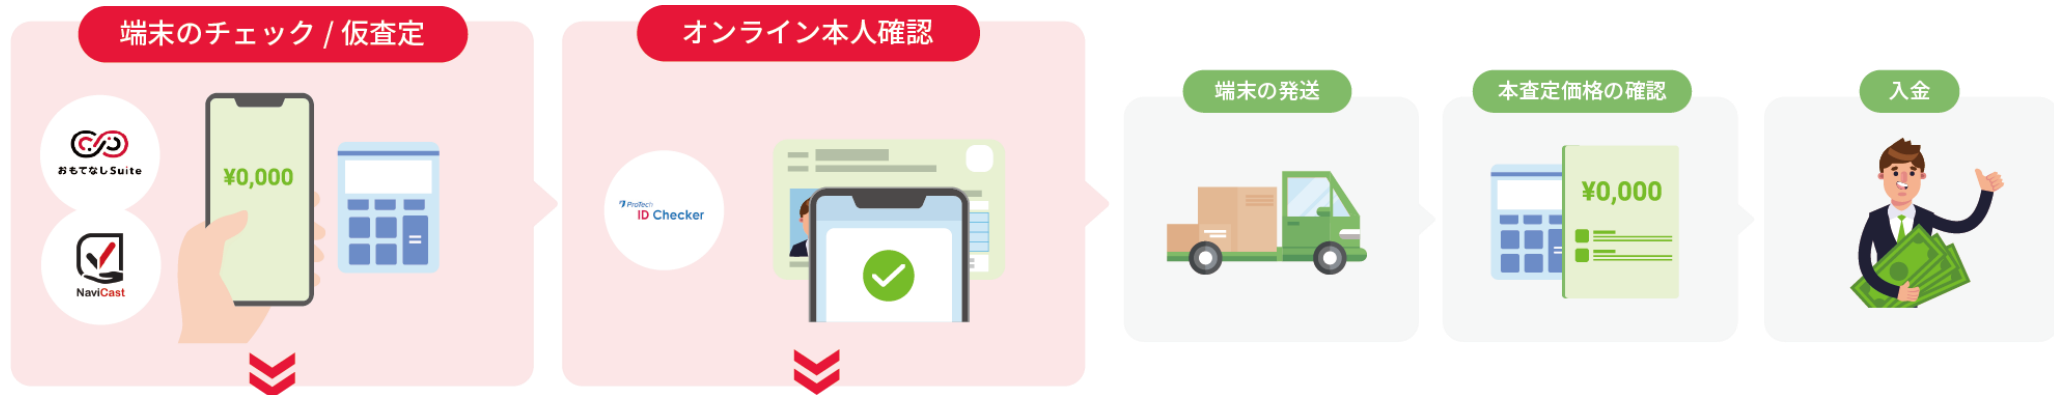 端末のチェック / 仮査定
おもてなしSuite
NaviCast
¥0,000
オンライン本人確認
ProTech
ID Checker
端末の発送
本査定価格の確認
¥0,000
入金